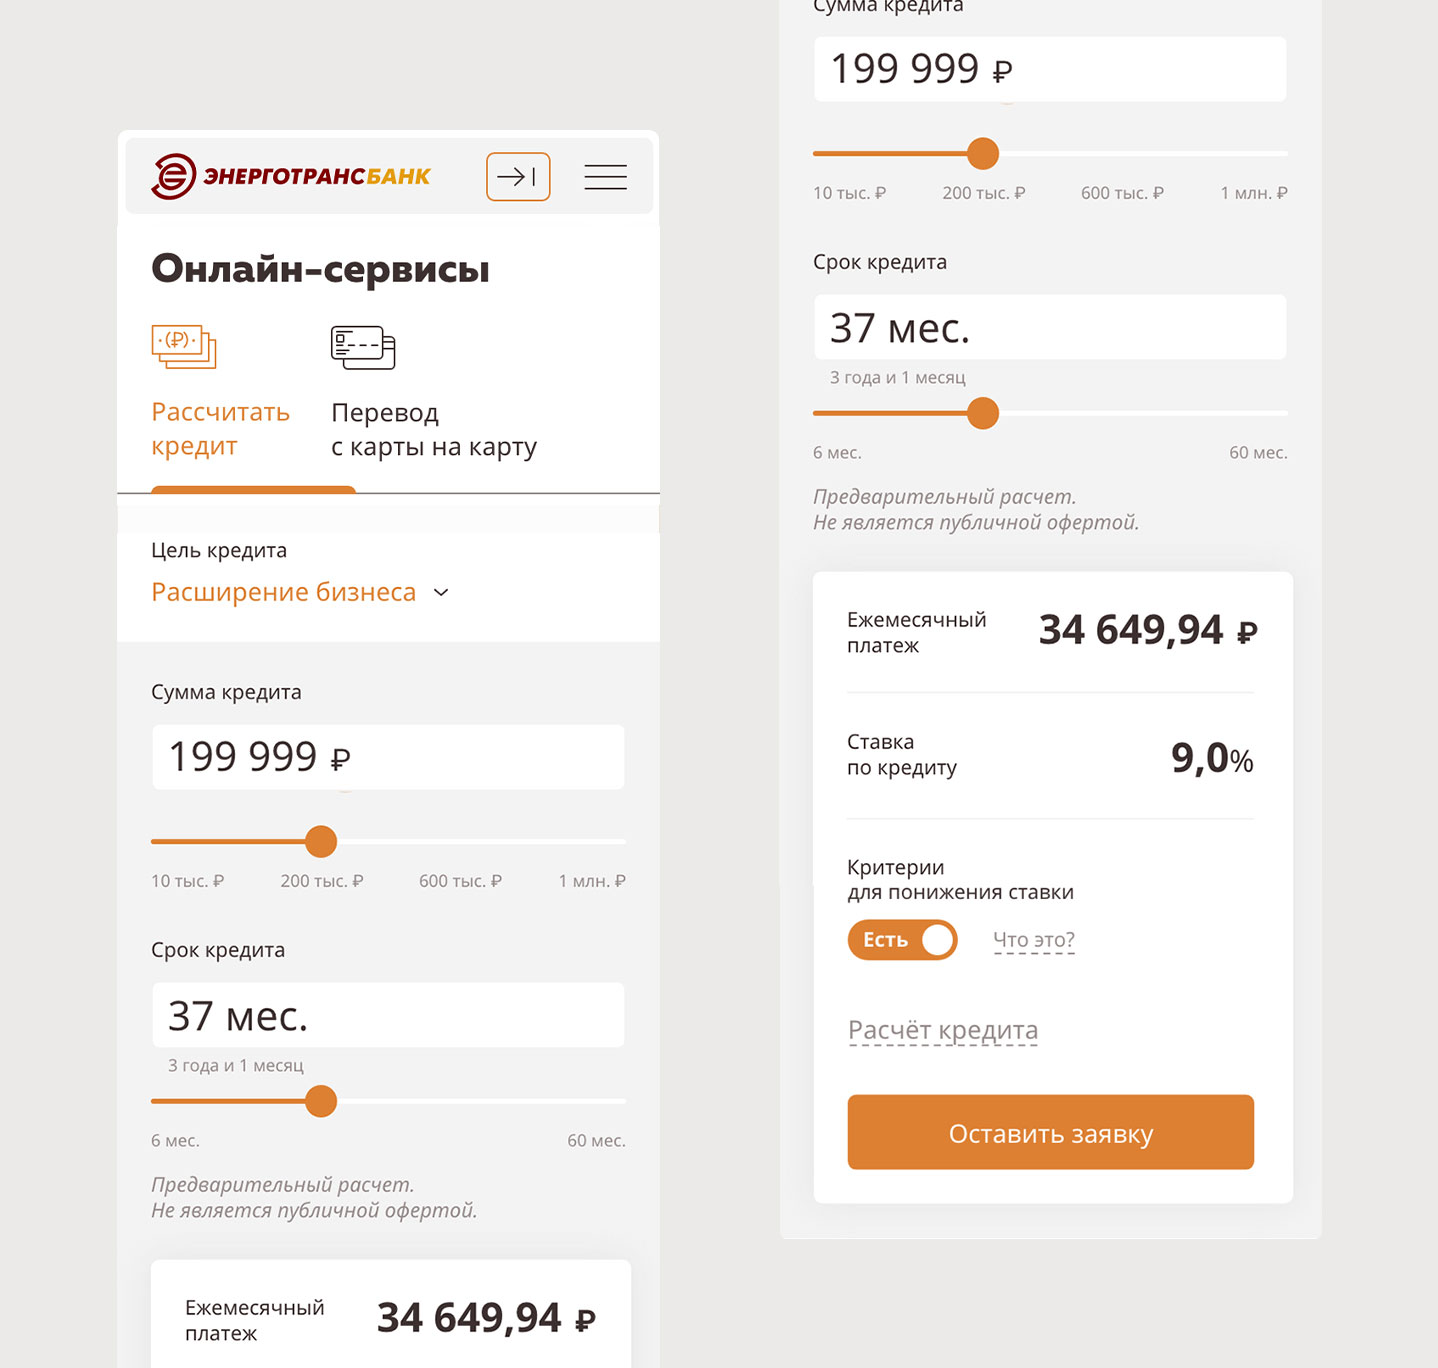 ЭНЕРГОТРАНСБАНК
Онлайн-сервисы
(₽)
Рассчитать
кредит
Перевод
с карты на карту
Цель кредита
Расширение бизнеса
Сумма кредита
199 999 ₽
10 тыс. ₽ 200 тыс. ₽ 600 тыс. ₽ 1 млн. ₽
Срок кредита
37 мес.
3 года и 1 месяц
6 мес. 60 мес.
Предварительный расчет.
Не является публичной офертой.
Ежемесячный
платеж
34 649,94 ₽
Сумма кредита
199 999 ₽
10 тыс. ₽ 200 тыс. ₽ 600 тыс. ₽ 1 млн. ₽
Срок кредита
37 мес.
3 года и 1 месяц
6 мес. 60 мес.
Предварительный расчет.
Не является публичной офертой.
Ежемесячный
платеж
34 649,94 ₽
Ставка
по кредиту
9,0%
Критерии
для понижения ставки
Есть Что это?
Расчёт кредита
Оставить заявку